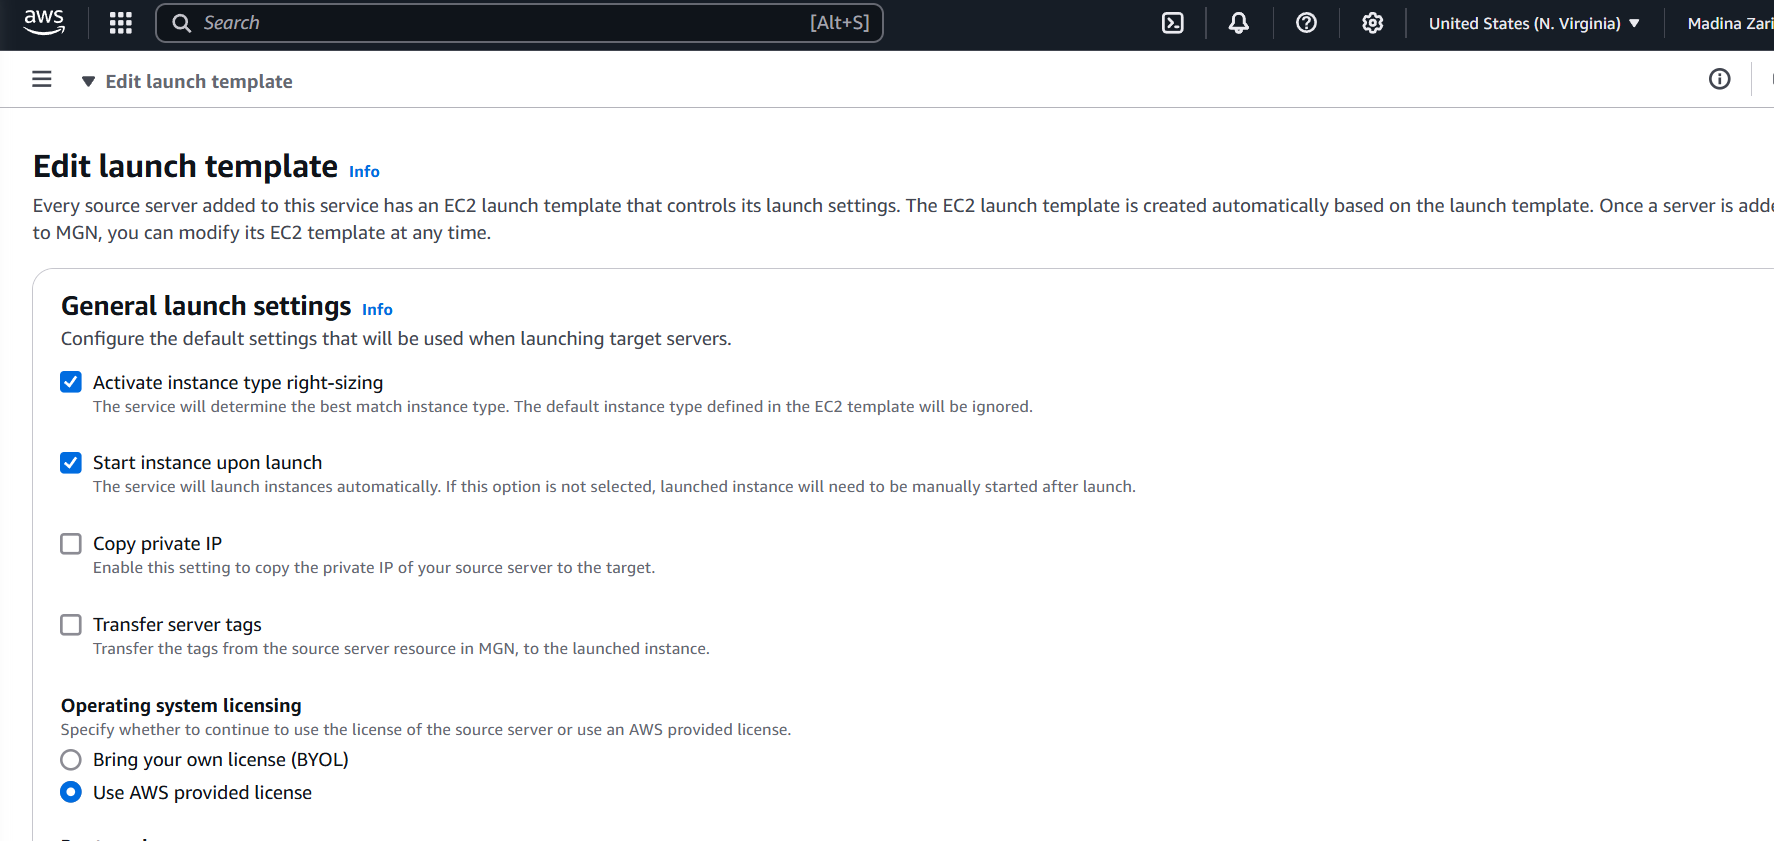 aws
Search [Alt+S]
United States (N. Virginia)
Madina Zari
Edit launch template
Edit launch template Info
Every source server added to this service has an EC2 launch template that controls its launch settings. The EC2 launch template is created automatically based on the launch template. Once a server is adde
to MGN, you can modify its EC2 template at any time.
General launch settings Info
Configure the default settings that will be used when launching target servers.
Activate instance type right-sizing
The service will determine the best match instance type. The default instance type defined in the EC2 template will be ignored.
Start instance upon launch
The service will launch instances automatically. If this option is not selected, launched instance will need to be manually started after launch.
Copy private IP
Enable this setting to copy the private IP of your source server to the target.
Transfer server tags
Transfer the tags from the source server resource in MGN, to the launched instance.
Operating system licensing
Specify whether to continue to use the license of the source server or use an AWS provided license.
Bring your own license (BYOL)
Use AWS provided license